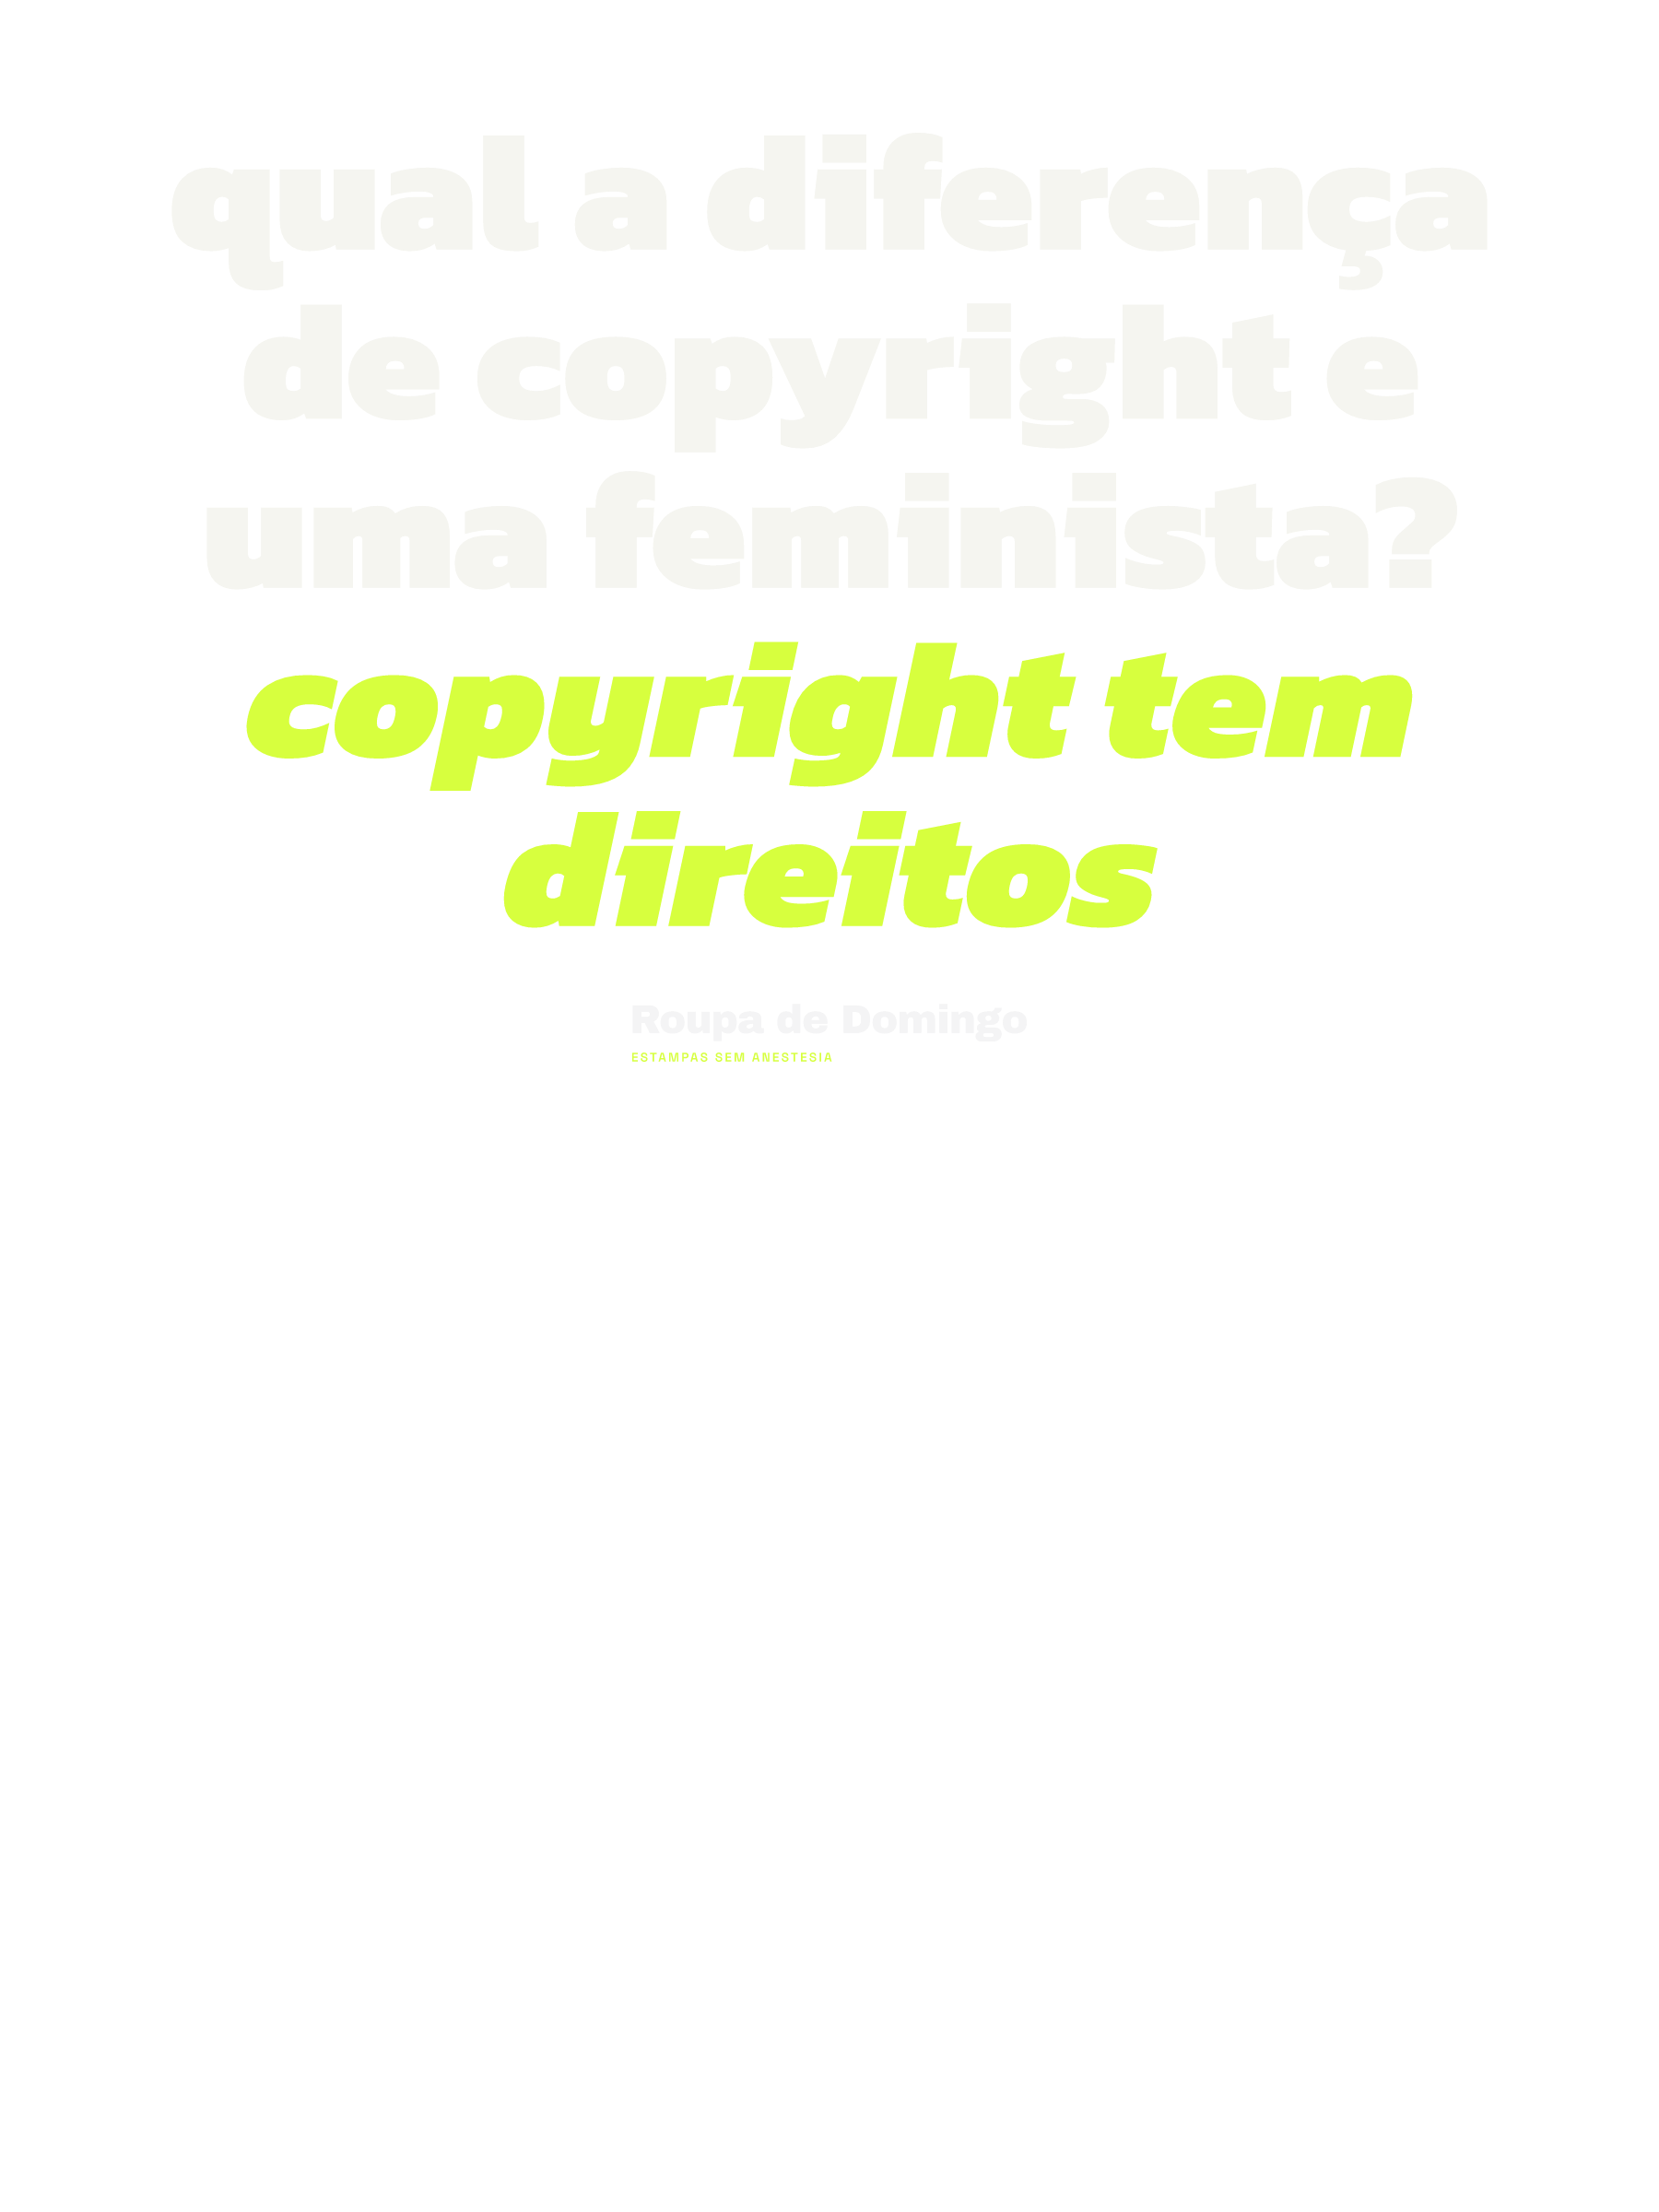 qual a diferença
de copyright e
uma feminista?
copyright tem
direitos
Roupa de Domingo
ESTAMPAS SEM ANESTESIA